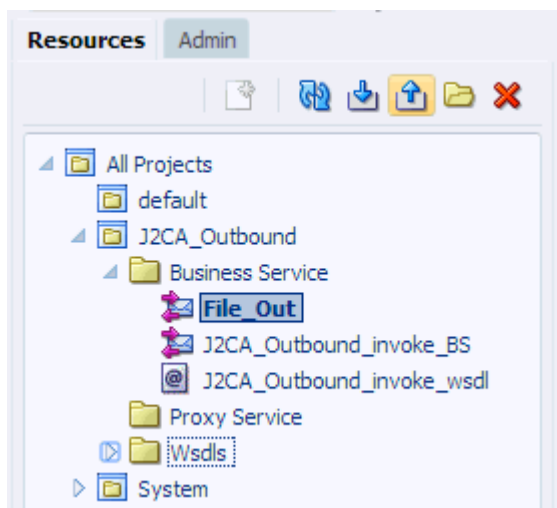 Resources Admin
All Projects
default
J2CA_Outbound
Business Service
File_Out
J2CA_Outbound_invoke_BS
@ J2CA_Outbound_invoke_wsdl
Proxy Service
Wsdls
System